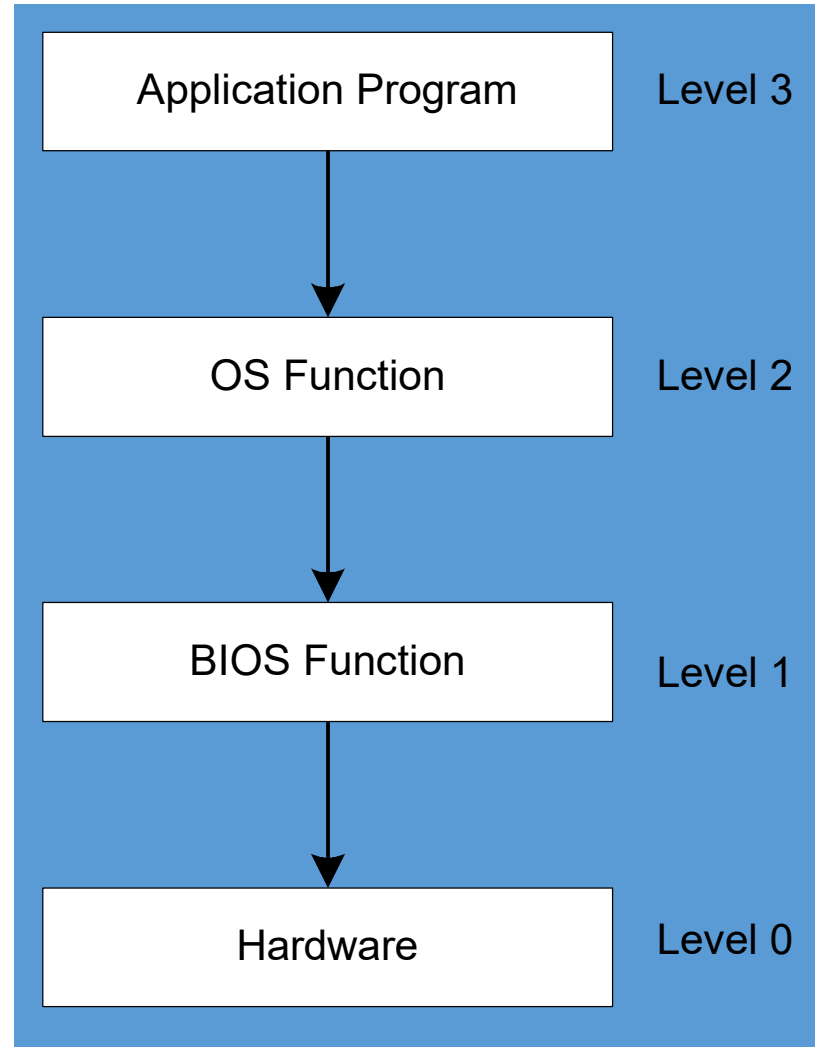 Application Program Level 3
OS Function Level 2
BIOS Function Level 1
Hardware Level 0